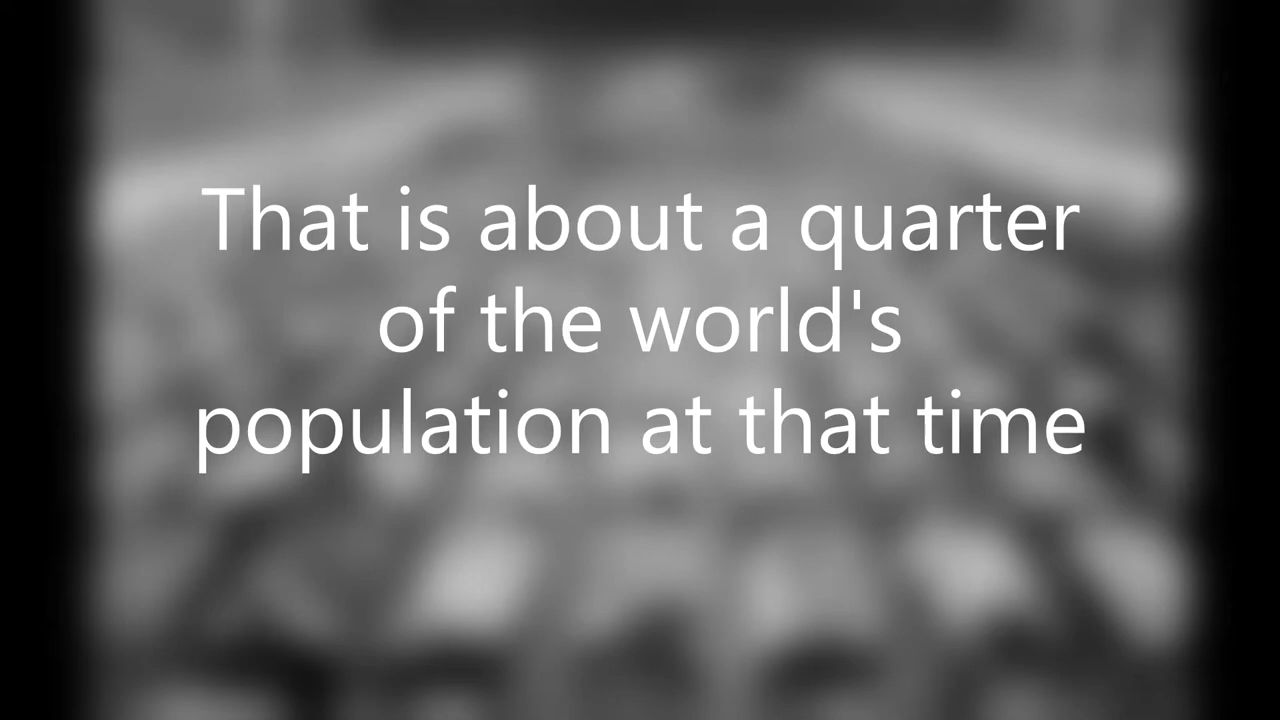 That is about a quarter
of the world's
population at that time